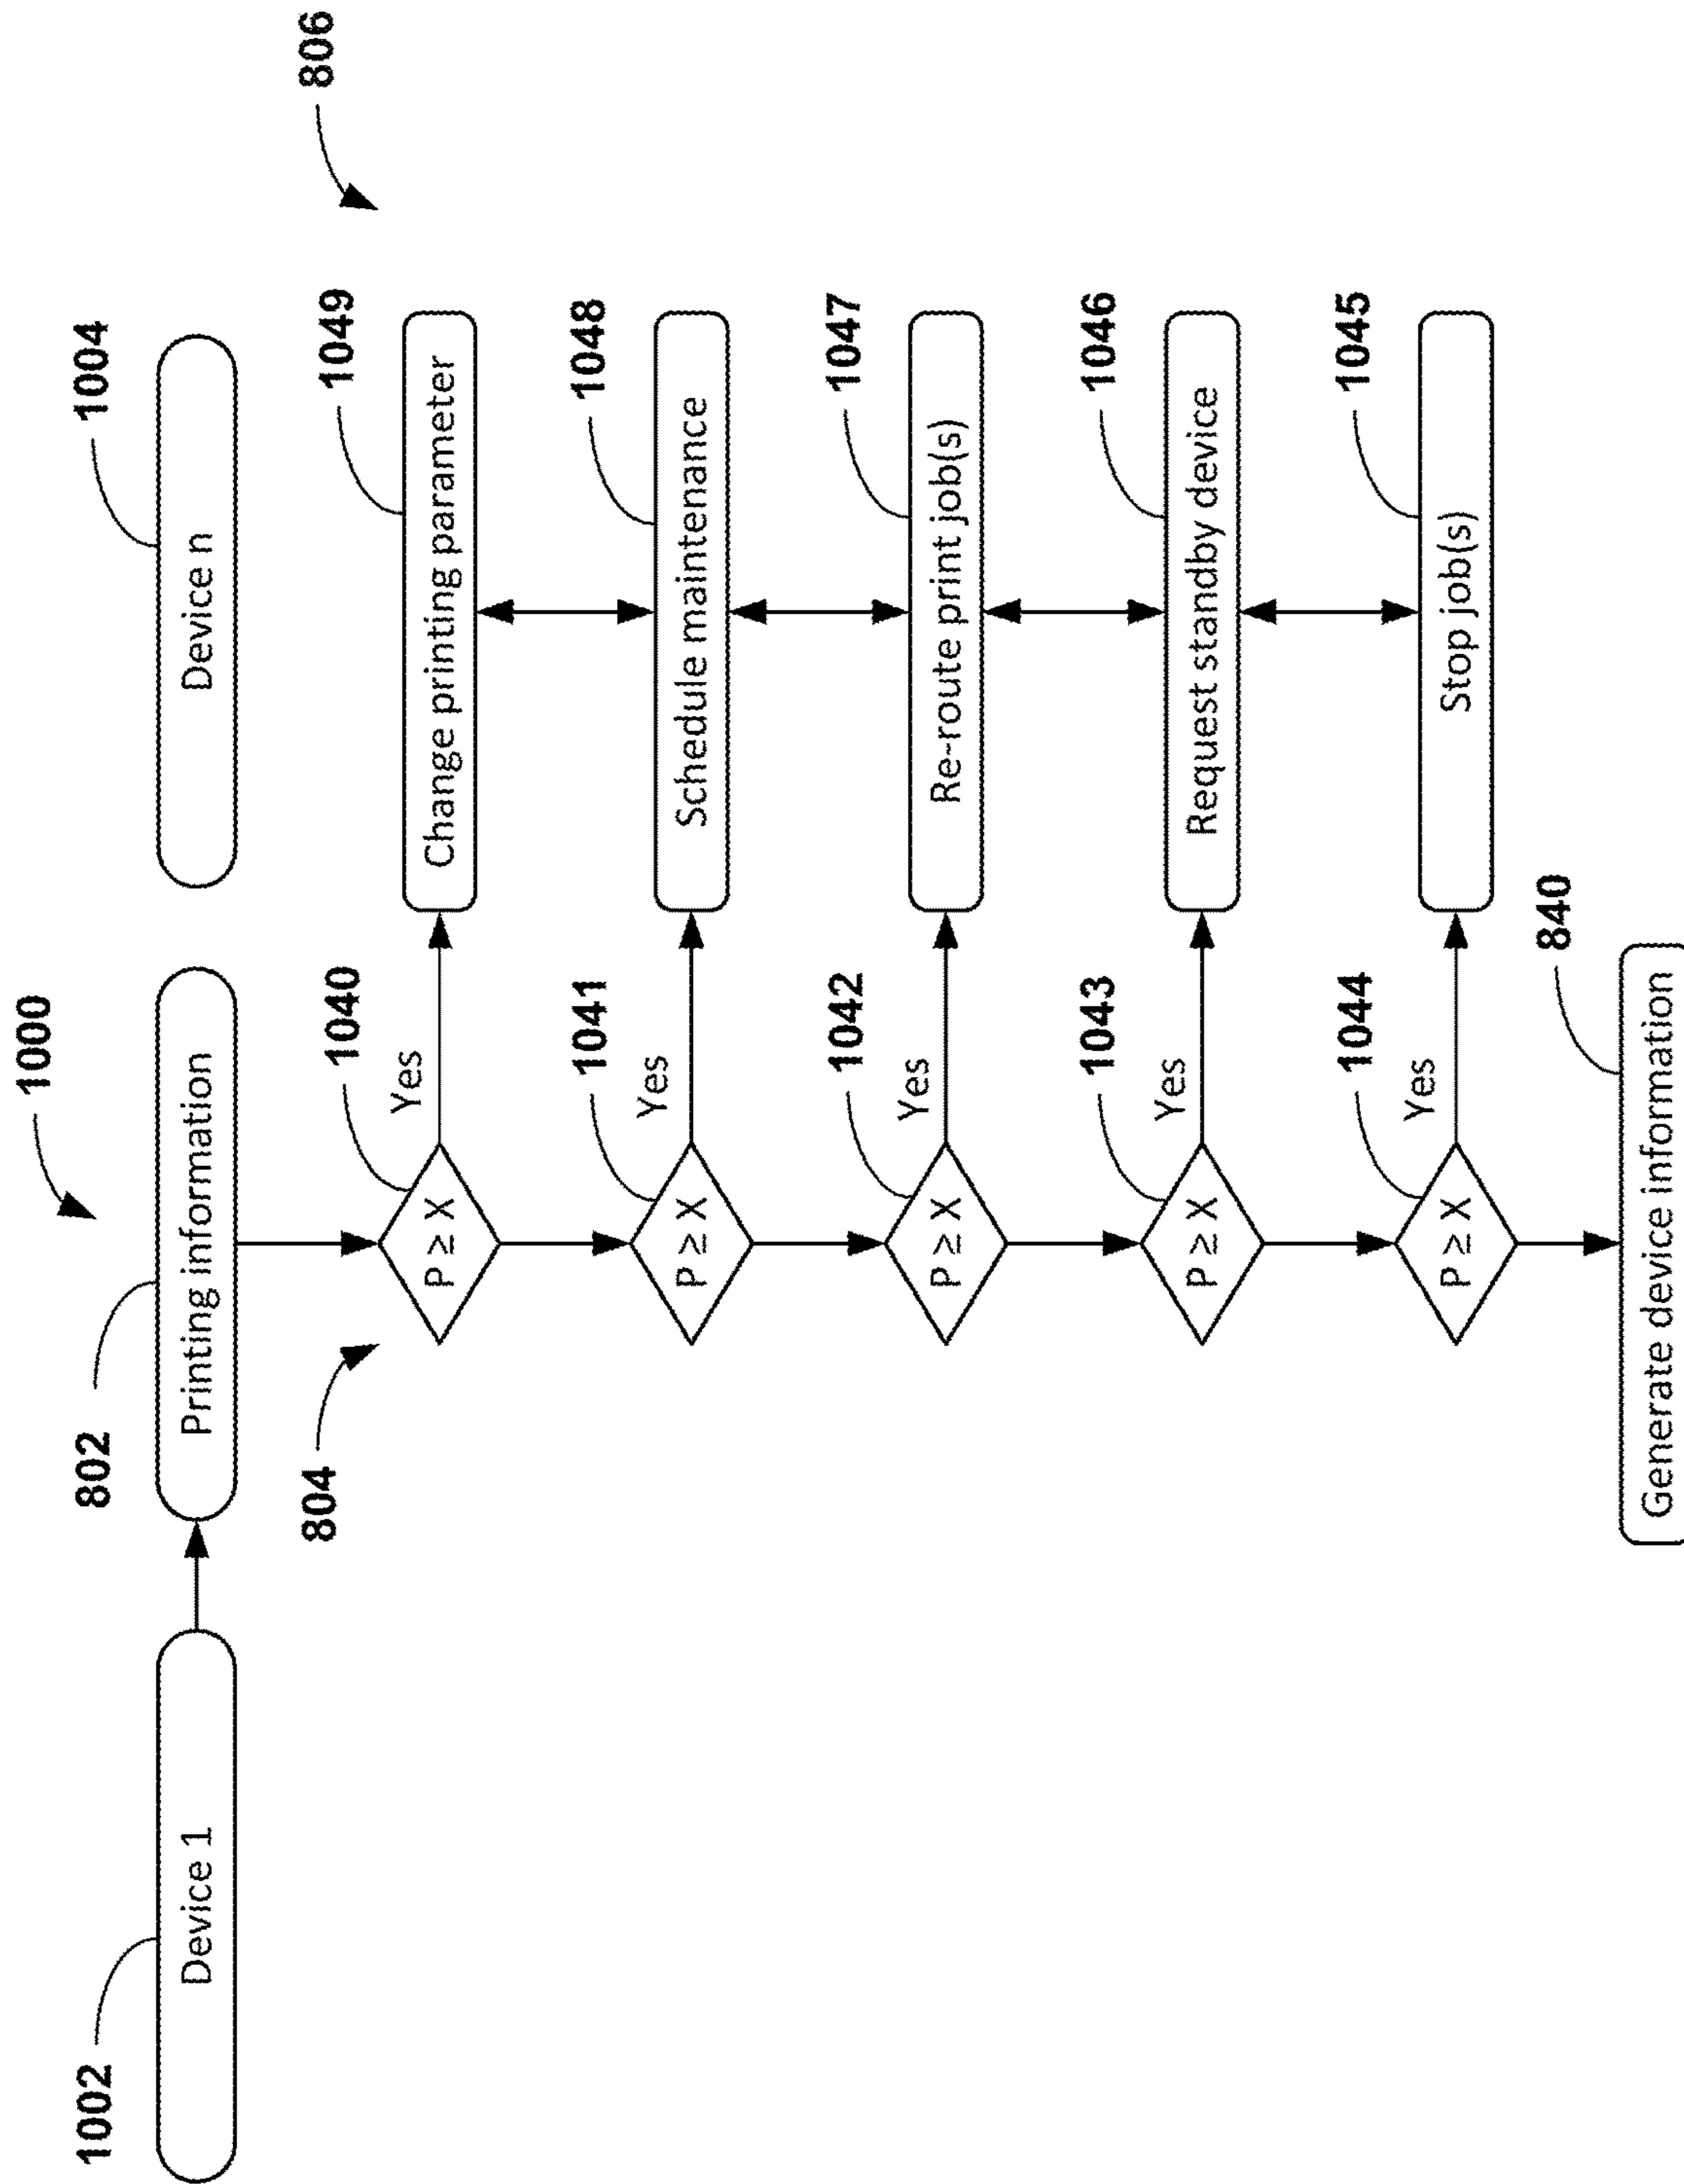 1000
1002
802
1004
Device 1
Printing information
Device n
804
806
1040
1049
P ≥ X
Yes
Change printing parameter
1041
1048
P ≥ X
Yes
Schedule maintenance
1042
1047
P ≥ X
Yes
Re-route print job(s)
1043
1046
P ≥ X
Yes
Request standby device
1044
1045
P ≥ X
Yes
Stop job(s)
840
Generate device information